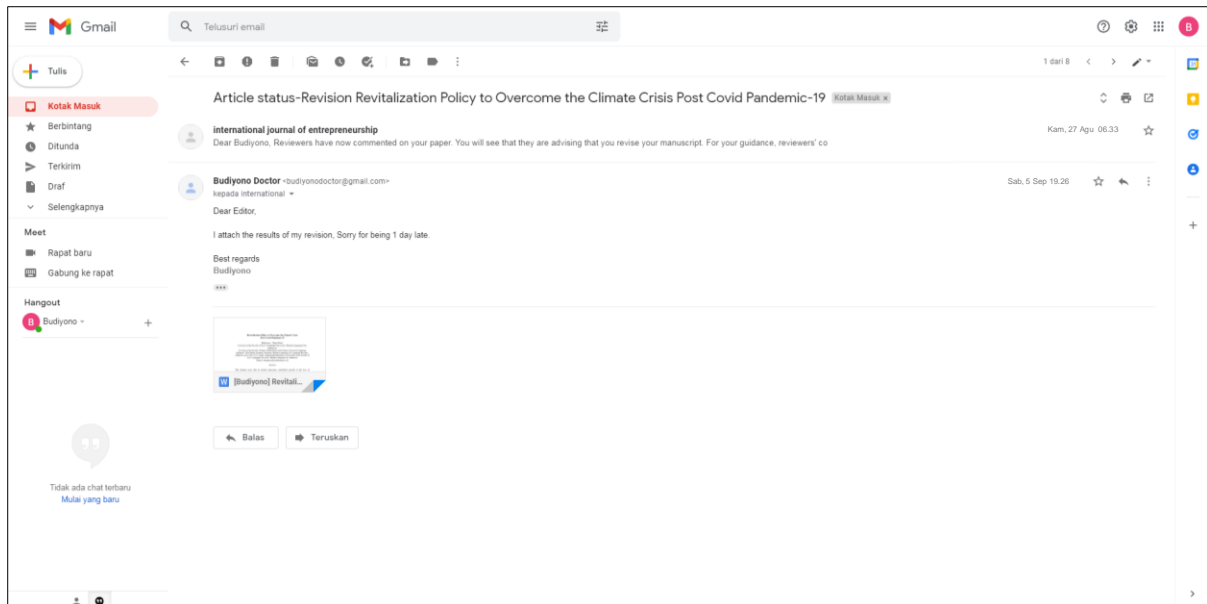 Gmail
Telusuri email
B
Tulis
1 dari 8
Kotak Masuk
Berbintang
Ditunda
Terkirim
Draf
Selengkapnya
Meet
Rapat baru
Gabung ke rapat
Hangout
B Budiyono
Tidak ada chat terbaru
Mulai yang baru
Article status-Revision Revitalization Policy to Overcome the Climate Crisis Post Covid Pandemic-19 Kotak Masuk x
international journal of entrepreneurship Kam, 27 Agu 06.33
Dear Budiyono, Reviewers have now commented on your paper. You will see that they are advising that you revise your manuscript. For your guidance, reviewers' co
Budiyono Doctor <budiyonodoctor@gmail.com> Sab, 5 Sep 19.26
kepada international
Dear Editor,
I attach the results of my revision, Sorry for being 1 day late.
Best regards
Budiyono
W [Budiyono] Revitali...
Balas Teruskan